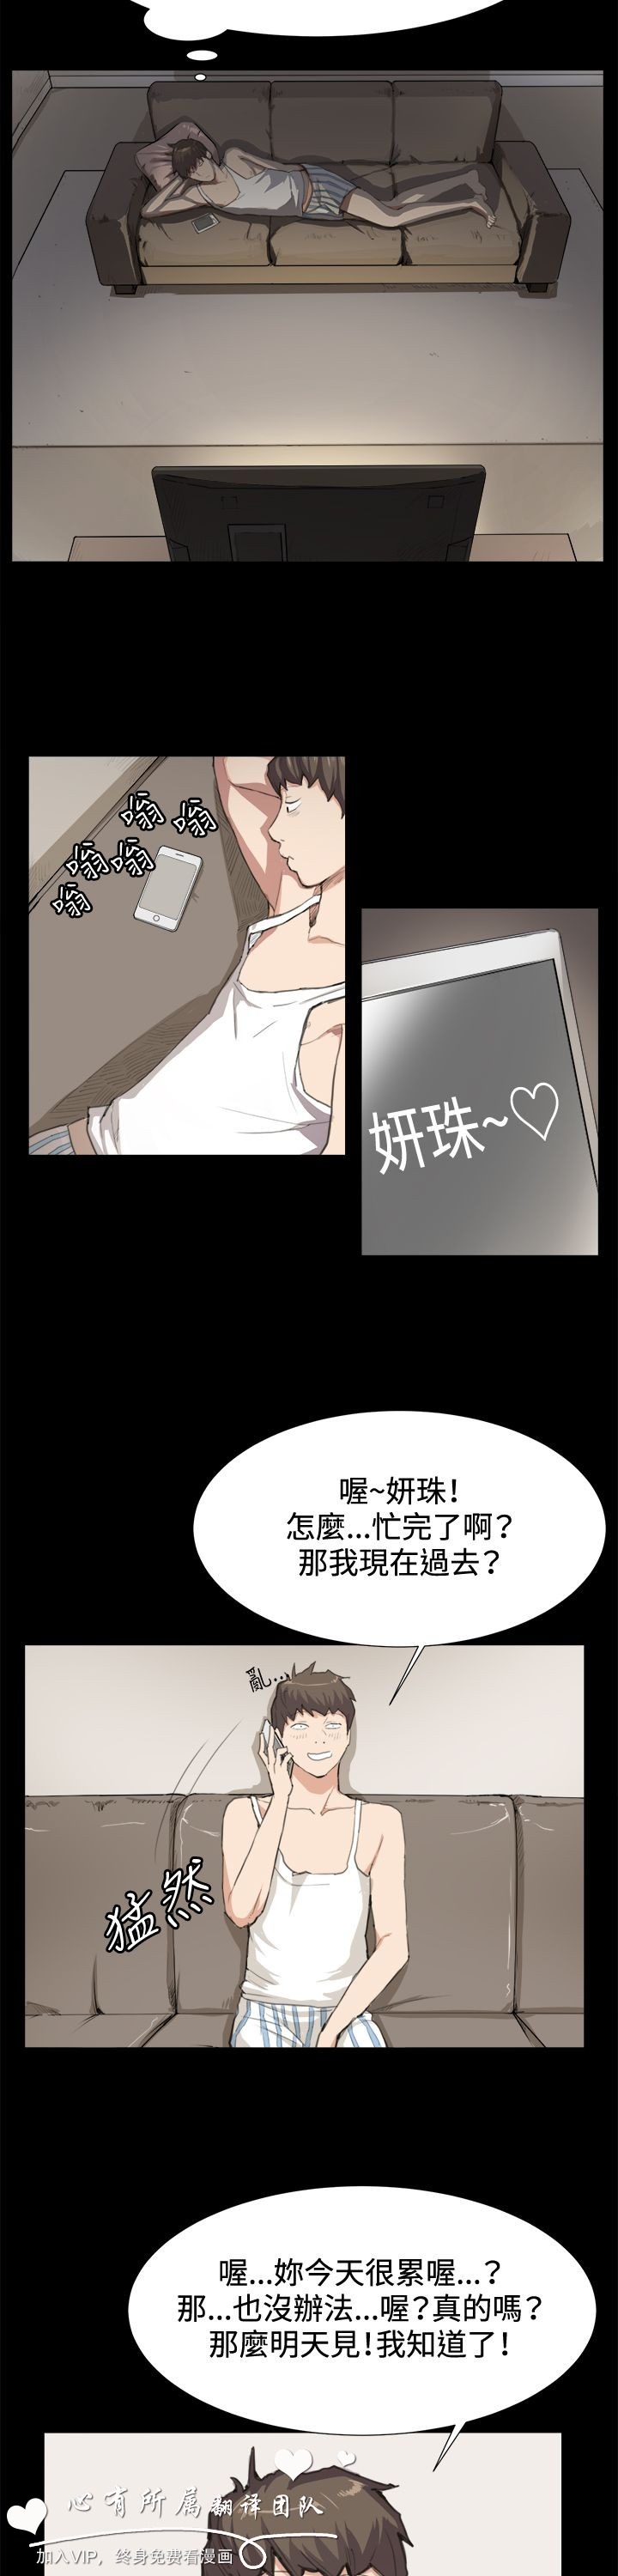 嗡
嗡
嗡嗡
嗡
妍珠~♡
喔~妍珠！
怎麼…忙完了啊？
那我現在過去？
亂…
猛然
喔…妳今天很累喔…？
那…也沒辦法…喔？真的嗎？
那麼明天見！我知道了！
心有所属翻译团队
加入VIP，终身免费看漫画